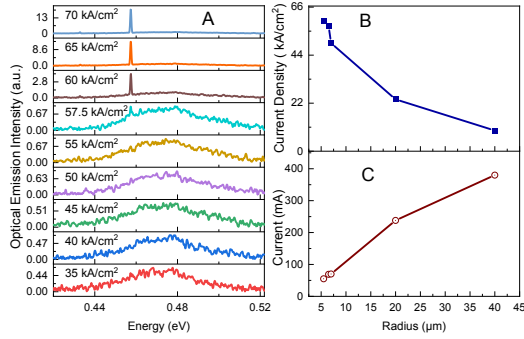 A
70 kA/cm²
13
0
65 kA/cm²
8.6
0.0
60 kA/cm²
3.8
0.0
57.5 kA/cm²
0.67
0.00
55 kA/cm²
0.67
0.00
50 kA/cm²
0.63
0.00
45 kA/cm²
0.51
0.00
40 kA/cm²
0.47
0.00
35 kA/cm²
0.44
0.00
0.44
0.48
0.52
Energy (eV)
Optical Emission Intensity (a.u.)
B
66
44
22
0
Current Density ( kA/cm²)
C
400
300
200
100
0
Current (mA)
0
5
10
15
20
25
30
35
40
45
Radius (μm)